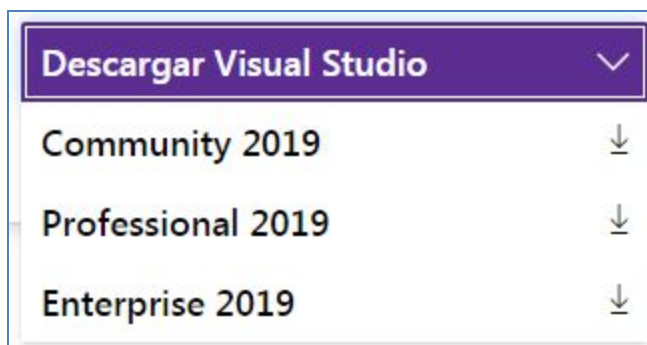 Descargar Visual Studio
Community 2019
Professional 2019
Enterprise 2019